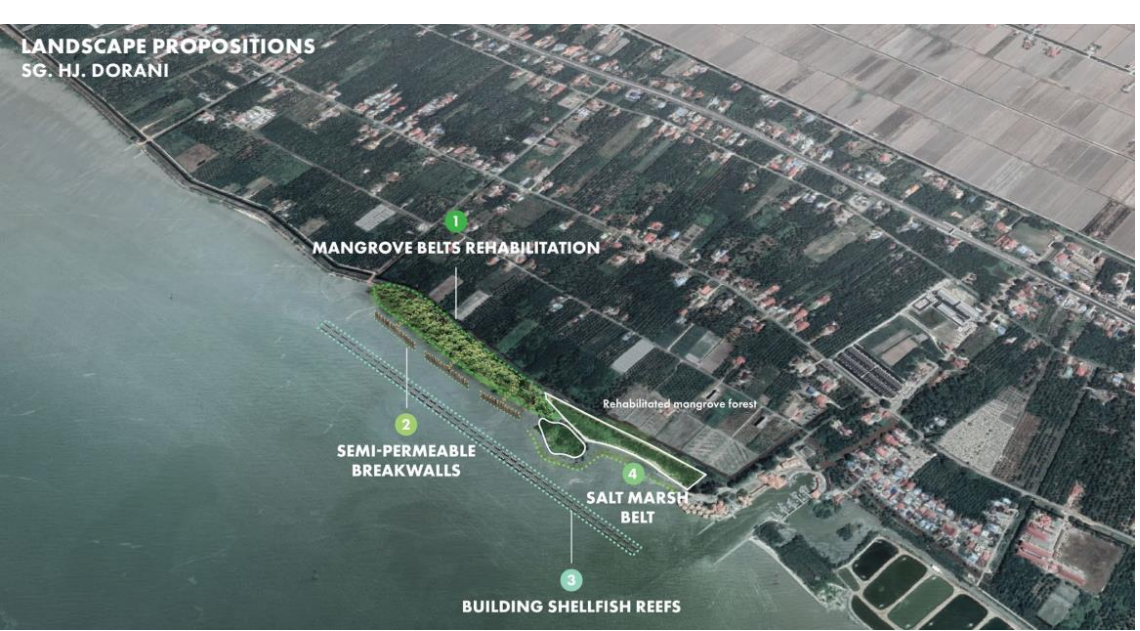 LANDSCAPE PROPOSITIONS
SG. HJ. DORANI
1
MANGROVE BELTS REHABILITATION
Rehabilitated mangrove forest
2
SEMI-PERMEABLE
BREAKWALLS
4
SALT MARSH
BELT
3
BUILDING SHELLFISH REEFS